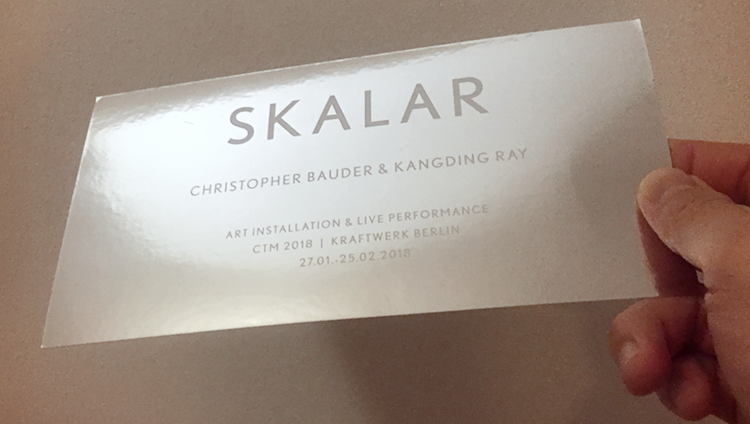 SKALAR
CHRISTOPHER BAUDER & KANGDING RAY
ART INSTALLATION & LIVE PERFORMANCE
CTM 2018 | KRAFTWERK BERLIN
27.01.-25.02.2018